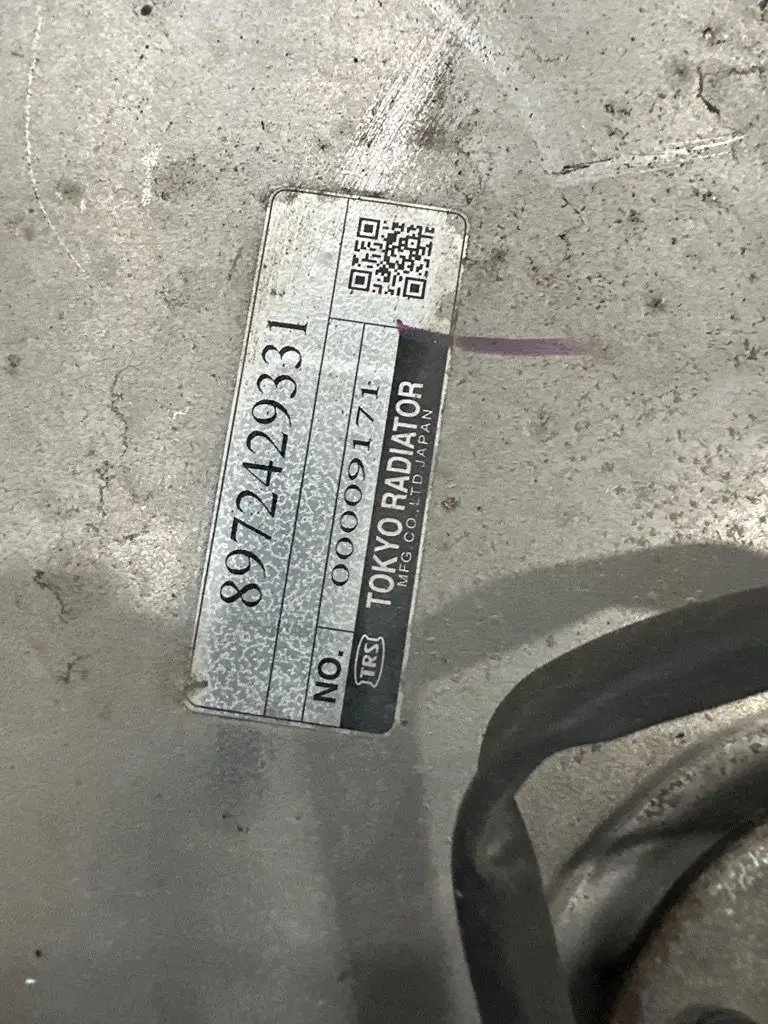 8972429331
NO. 00009171
TRS TOKYO RADIATOR
MFG CO.,LTD JAPAN